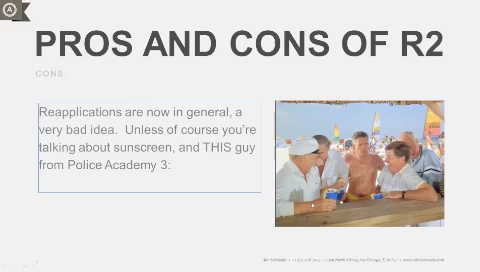 A
PROS AND CONS OF R2
CONS.
Reapplications are now in general, a
very bad idea.  Unless of course you're
talking about sunscreen, and THIS guy
from Police Academy 3: